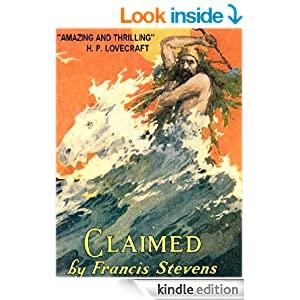 LOOK INSIDE!
"AMAZING AND THRILLING"
H. P. LOVECRAFT
CLAIMED
by Francis Stevens
kindle edition